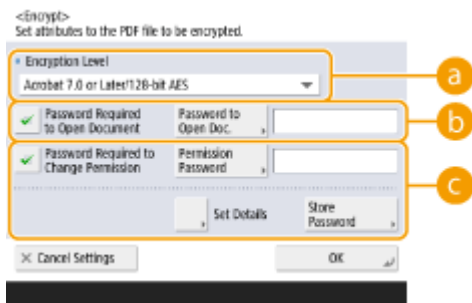 <Encrypt>
Set attributes to the PDF file to be encrypted.
Encryption Level
a
Acrobat 7.0 or Later/128-bit AES
Password Required
to Open Document
Password to
Open Doc.
b
Password Required to
Change Permission
Permission
Password
c
Set Details
Store
Password
Cancel Settings
OK